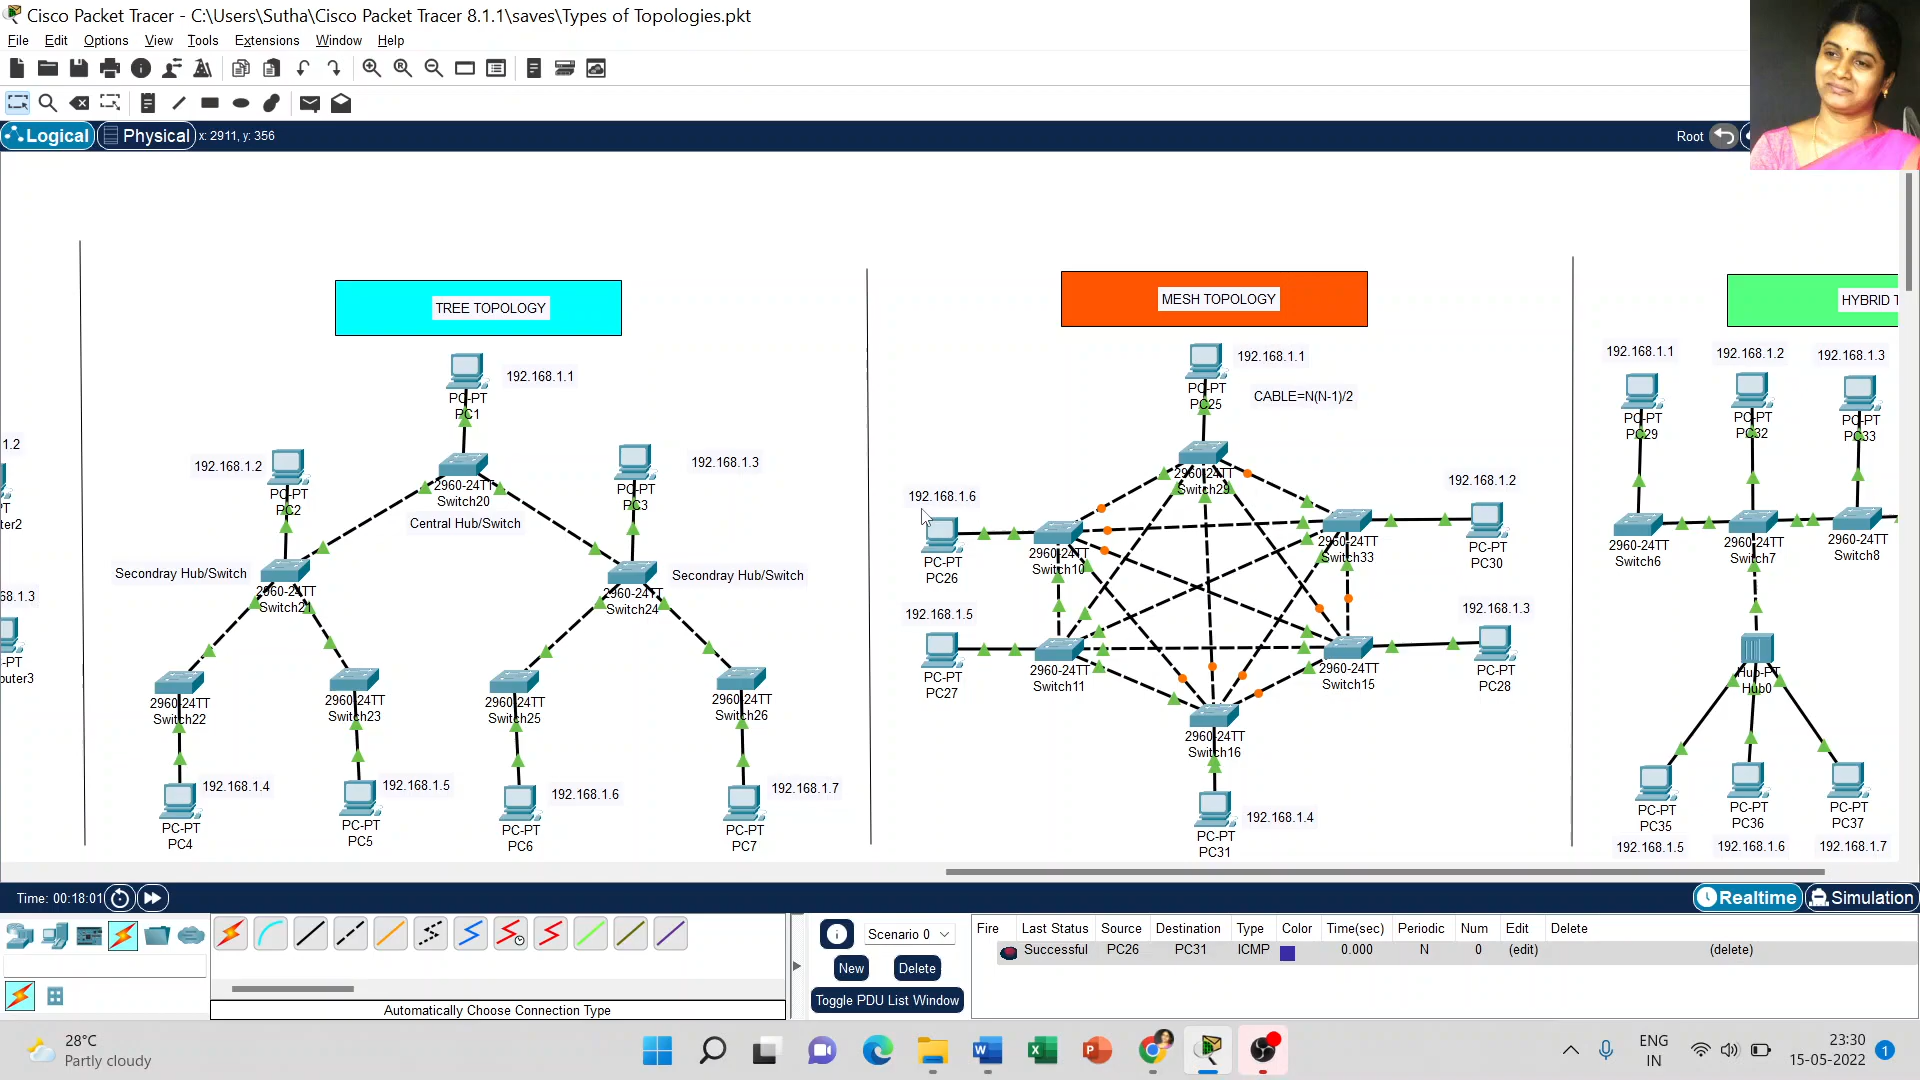 Cisco Packet Tracer - C:\Users\Sutha\Cisco Packet Tracer 8.1.1\saves\Types of Topologies.pkt
File Edit Options View Tools Extensions Window Help
Logical Physical x: 2911, y: 356 Root
TREE TOPOLOGY
192.168.1.1
PC-PT
PC1
2960-24TT
Switch20
Central Hub/Switch
192.168.1.2
PC-PT
PC2
192.168.1.3
PC-PT
PC3
Secondray Hub/Switch
2960-24TT
Switch21
2960-24TT
Switch24
Secondray Hub/Switch
2960-24TT
Switch22
2960-24TT
Switch23
2960-24TT
Switch25
2960-24TT
Switch26
192.168.1.4
PC-PT
PC4
192.168.1.5
PC-PT
PC5
192.168.1.6
PC-PT
PC6
192.168.1.7
PC-PT
PC7
MESH TOPOLOGY
192.168.1.1
PC-PT
PC25
CABLE=N(N-1)/2
2960-24TT
Switch29
192.168.1.6
PC-PT
PC26
2960-24TT
Switch10
2960-24TT
Switch33
192.168.1.2
PC-PT
PC30
192.168.1.5
PC-PT
PC27
2960-24TT
Switch11
2960-24TT
Switch15
192.168.1.3
PC-PT
PC28
2960-24TT
Switch16
192.168.1.4
PC-PT
PC31
HYBRID T
192.168.1.1
PC-PT
PC29
192.168.1.2
PC-PT
PC32
192.168.1.3
PC-PT
PC33
2960-24TT
Switch6
2960-24TT
Switch7
2960-24TT
Switch8
Hub-PT
Hub0
PC-PT
PC35
192.168.1.5
PC-PT
PC36
192.168.1.6
PC-PT
PC37
192.168.1.7
Time: 00:18:01 Realtime Simulation
Automatically Choose Connection Type
Scenario 0
New Delete
Toggle PDU List Window
Fire Last Status Source Destination Type Color Time(sec) Periodic Num Edit Delete
Successful PC26 PC31 ICMP 0.000 N 0 (edit) (delete)
28°C
Partly cloudy
ENG
IN
23:30
15-05-2022
1